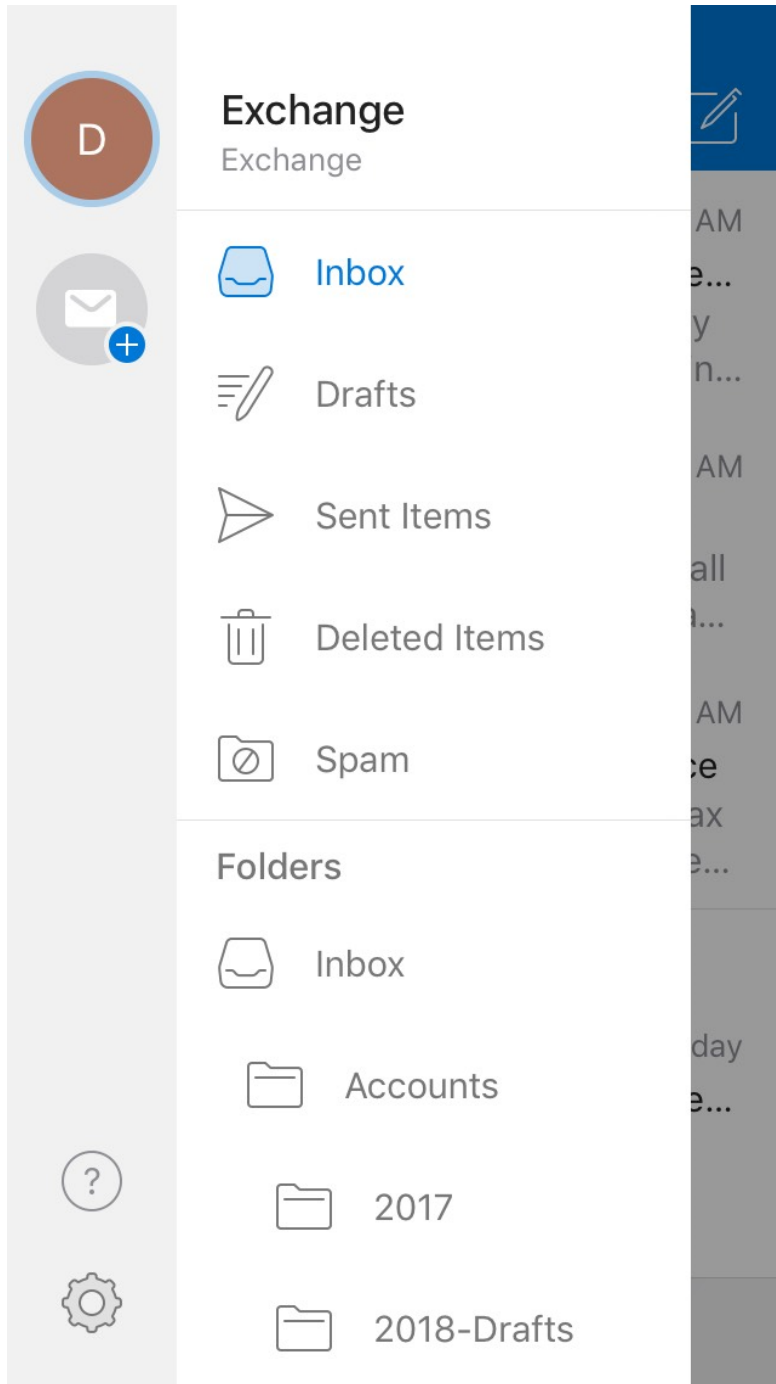 D
Exchange
Exchange
Inbox
Drafts
Sent Items
Deleted Items
Spam
Folders
Inbox
Accounts
2017
2018-Drafts
?
AM
e...
y
n...
AM
all
a...
AM
ce
ax
e...
day
e...